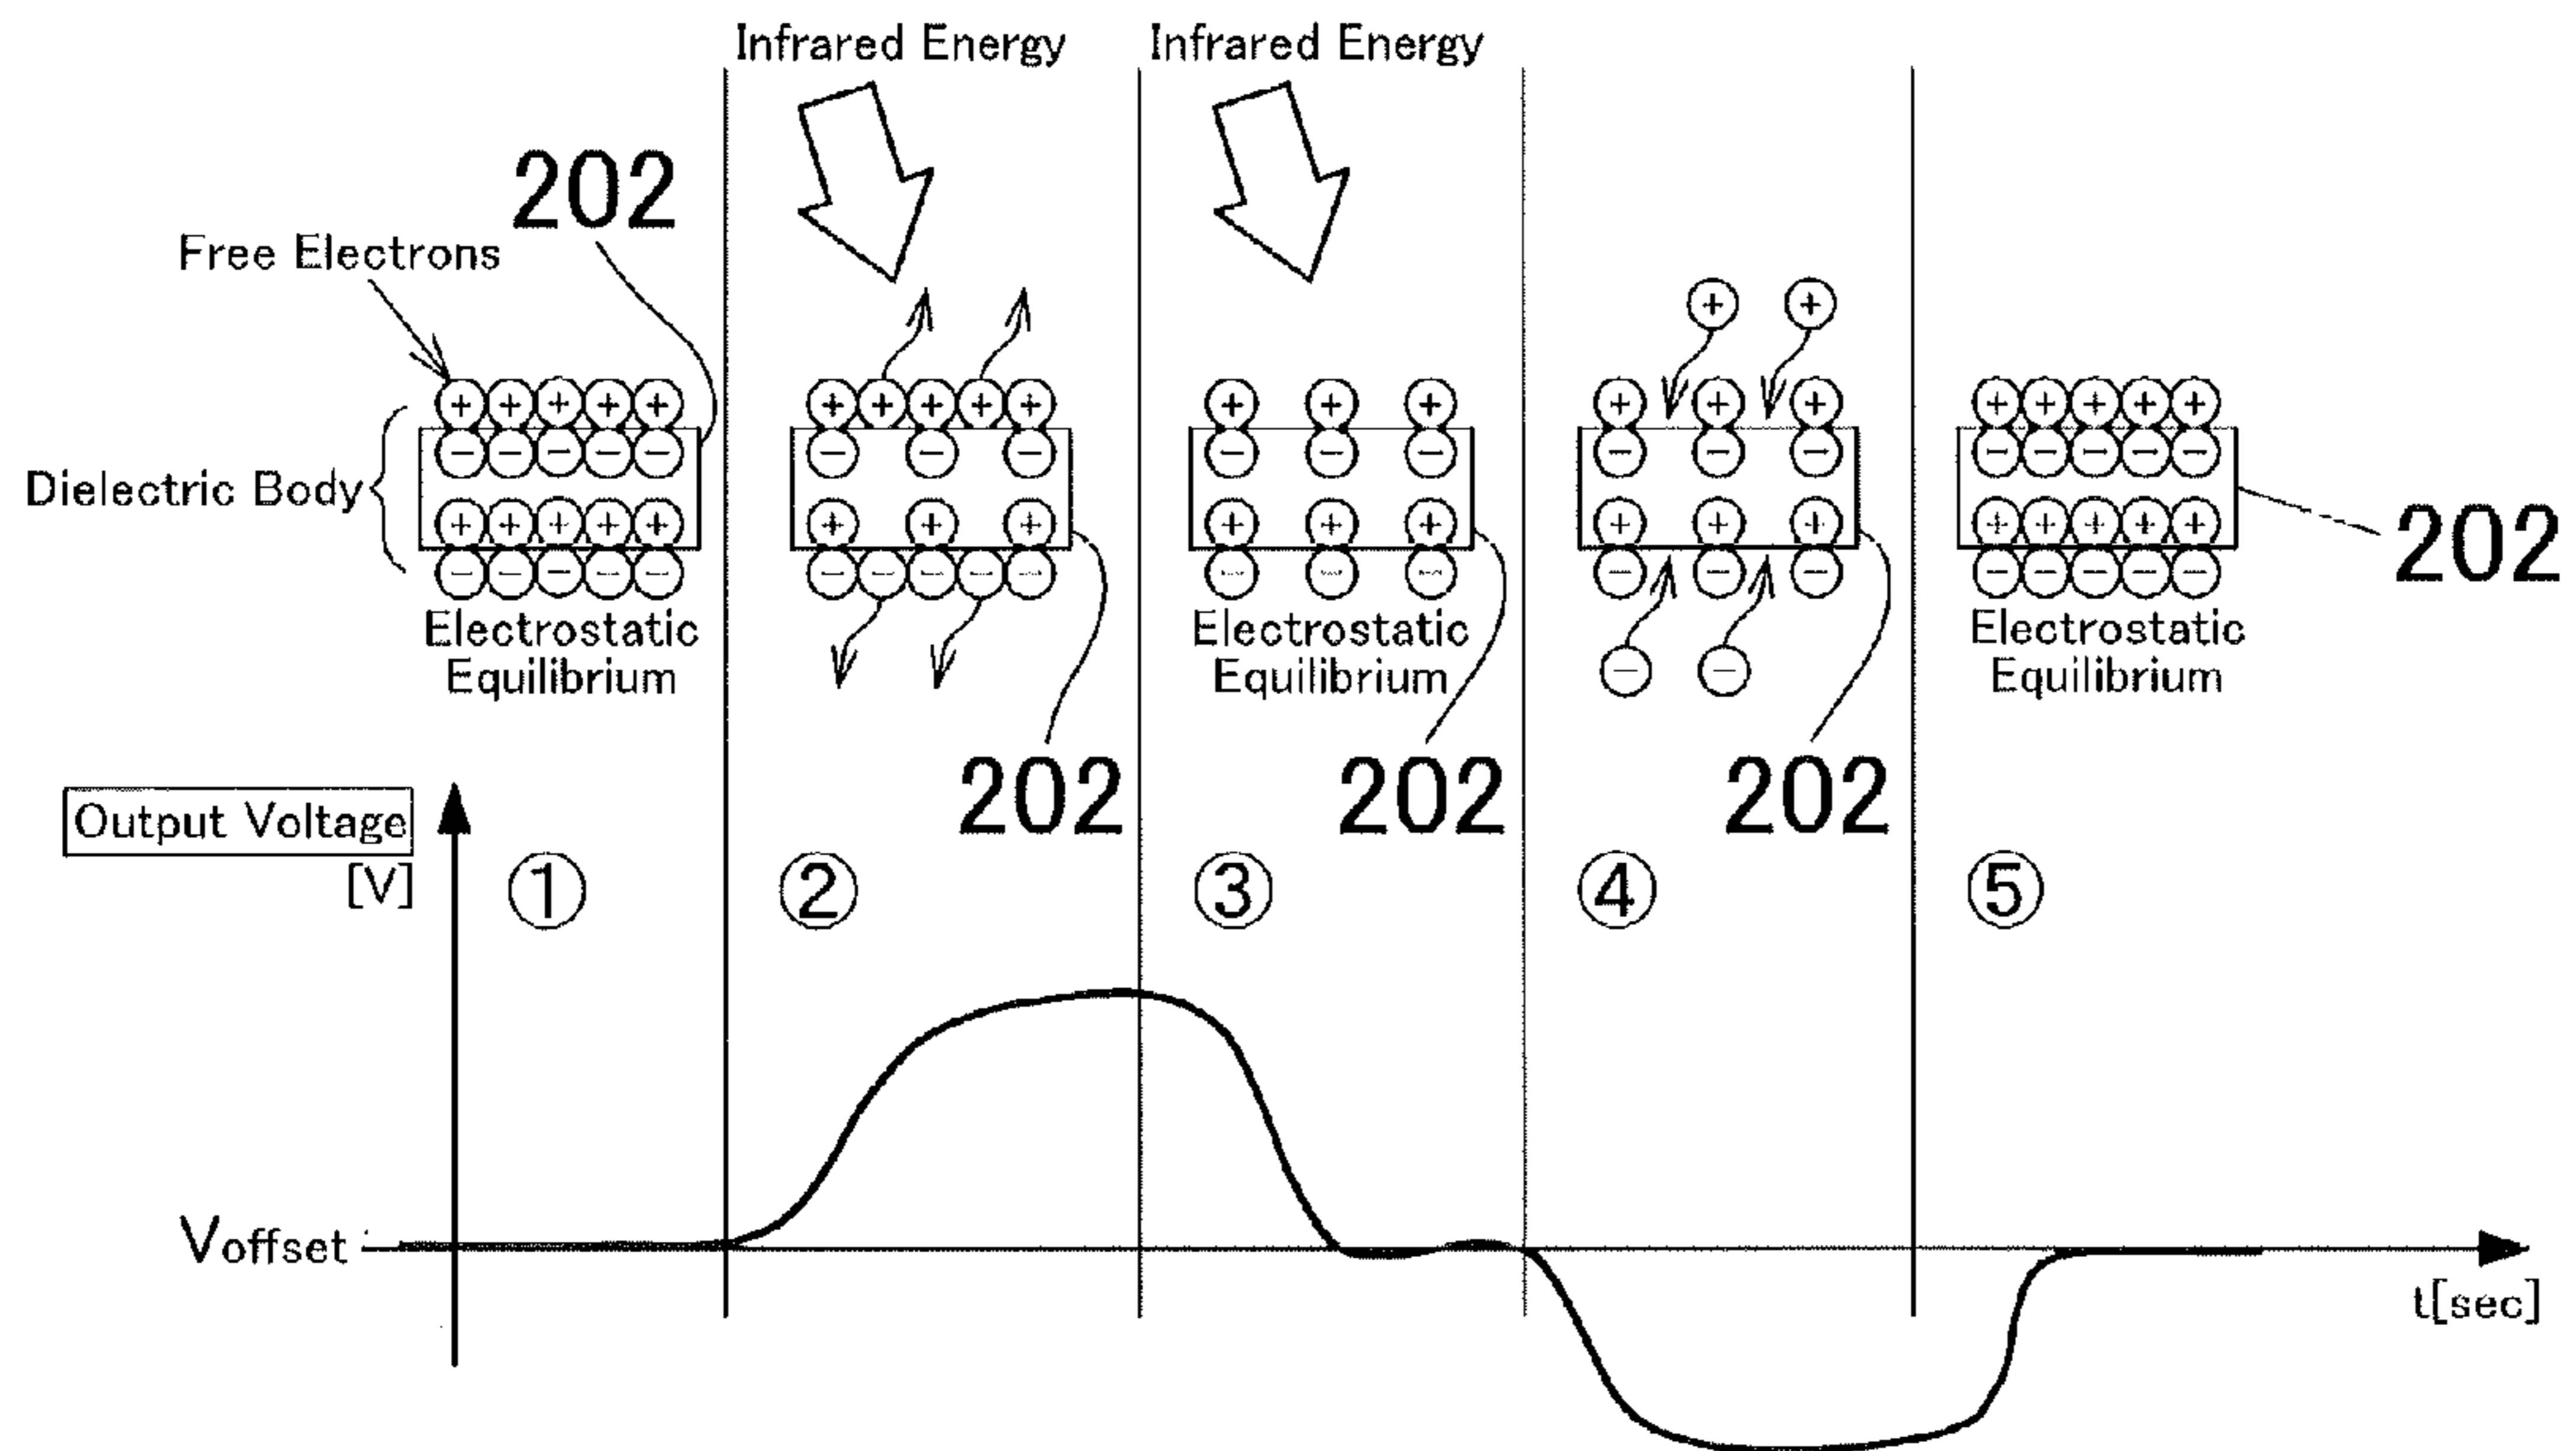 Infrared Energy
Infrared Energy
202
Free Electrons
+ + + + +
- - - - -
+ + + + +
- - - - -
Dielectric Body
Electrostatic
Equilibrium
+ + + + +
- - -
+ + +
- - - - -
202
+ + +
- - -
+ + +
- - -
Electrostatic
Equilibrium
202
+ +
+ + +
- - -
+ + +
- - -
- -
202
+ + + + +
- - - - -
+ + + + +
- - - - -
Electrostatic
Equilibrium
202
Output Voltage
[V]
① ② ③ ④ ⑤
Voffset
t[sec]